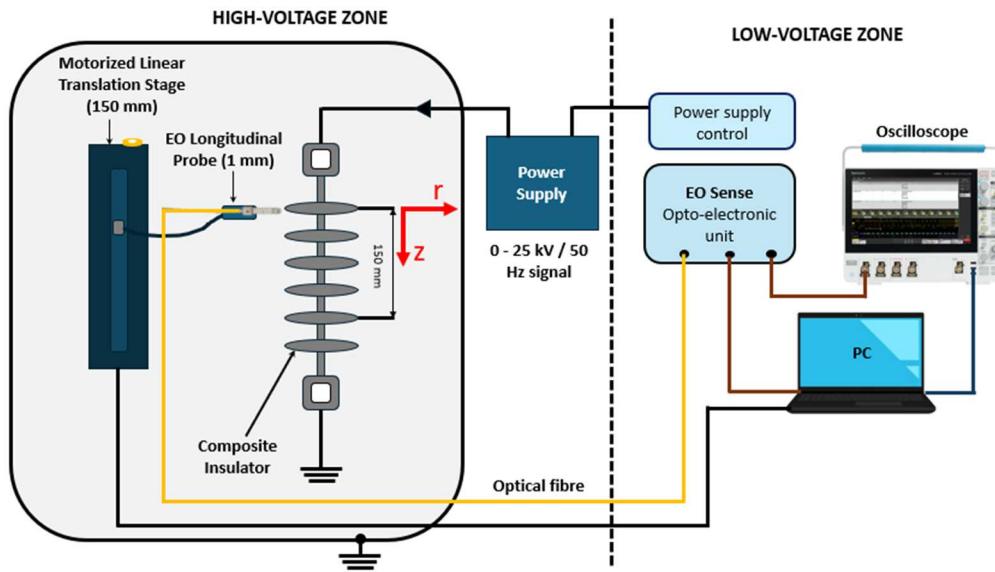 HIGH-VOLTAGE ZONE
LOW-VOLTAGE ZONE
Motorized Linear
Translation Stage
(150 mm)
EO Longitudinal
Probe (1 mm)
r
z
150 mm
Composite
Insulator
Power
Supply
0 - 25 kV / 50
Hz signal
Power supply
control
EO Sense
Opto-electronic
unit
Oscilloscope
PC
Optical fibre